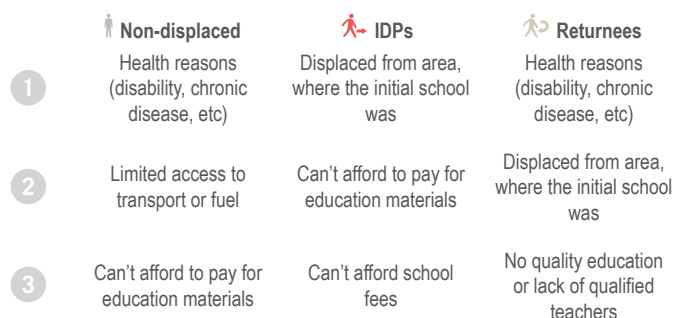 Non-displaced
IDPs
Returnees
1
Health reasons
(disability, chronic
disease, etc)
Displaced from area,
where the initial school
was
Health reasons
(disability, chronic
disease, etc)
2
Limited access to
transport or fuel
Can’t afford to pay for
education materials
Displaced from area,
where the initial school
was
3
Can’t afford to pay for
education materials
Can’t afford school
fees
No quality education
or lack of qualified
teachers